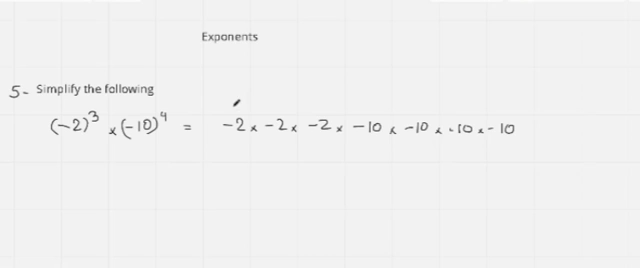 Exponents
5- Simplify the following
(-2)³ x (-10)⁴ = -2 x -2 x -2 x -10 x -10 x -10 x -10